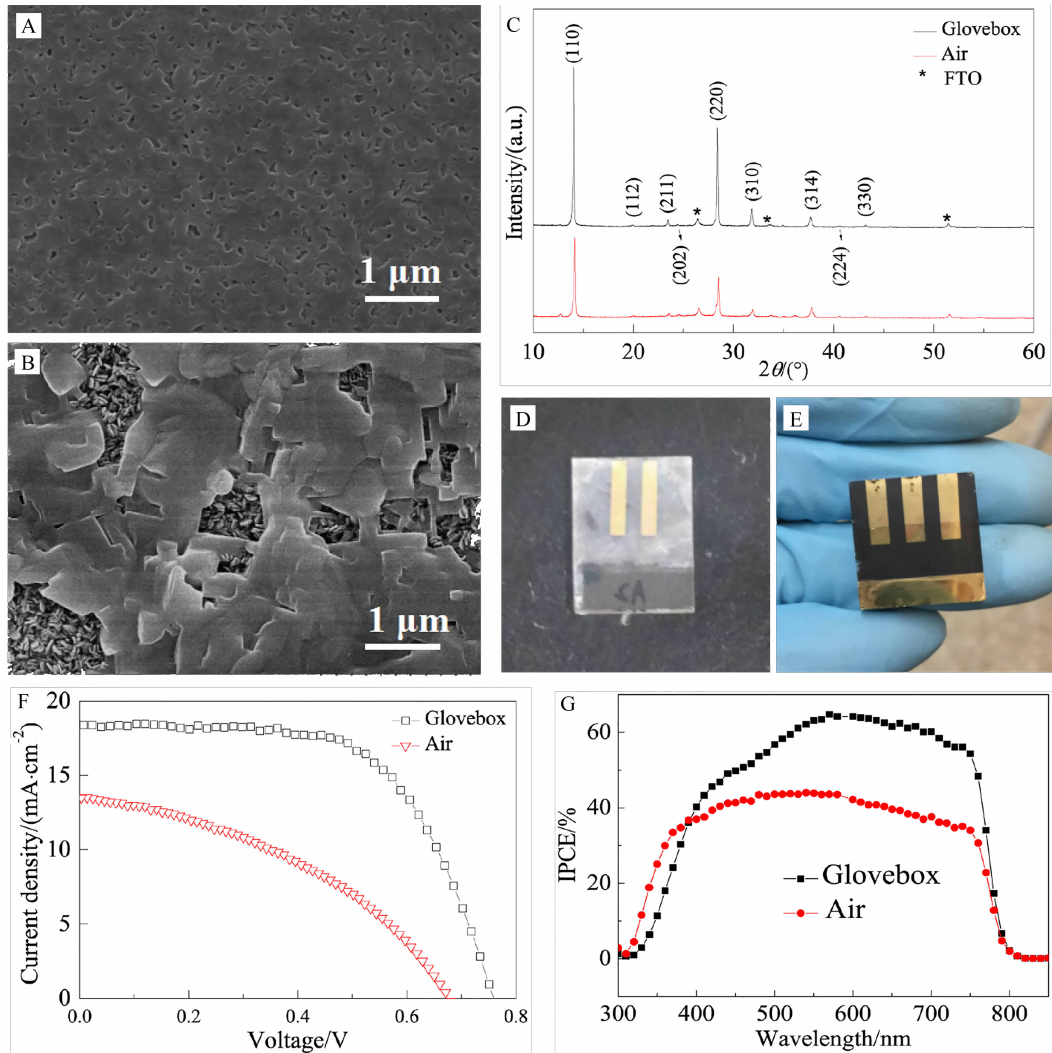 A
1 μm
B
1 μm
C
Glovebox
Air
* FTO
Intensity/(a.u.)
(110)
(112)
(211)
*
(202)
(220)
(310)
*
(314)
(224)
(330)
*
10 20 30 40 50 60
2θ/(°)
D
E
F
Current density/(mA·cm⁻²)
20
15
10
5
0
Glovebox
Air
0.0 0.2 0.4 0.6 0.8
Voltage/V
G
IPCE/%
60
40
20
0
Glovebox
Air
300 400 500 600 700 800
Wavelength/nm